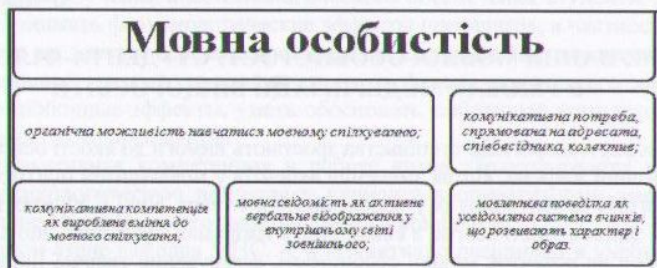 Мовна особистість
органічна можливість навчатися мовному спілкуванню;
комунікативна потреба,
спрямована на адресата,
співбесідника, колектив;
комунікативна компетенція
як вироблене вміння до
мовного спілкування;
мовна свідомість як активне
вербальне відображення у
внутрішньому світі
зовнішнього;
мовленнєва поведінка як
усвідомлена система вчинків,
що розвивають характер і
образ.